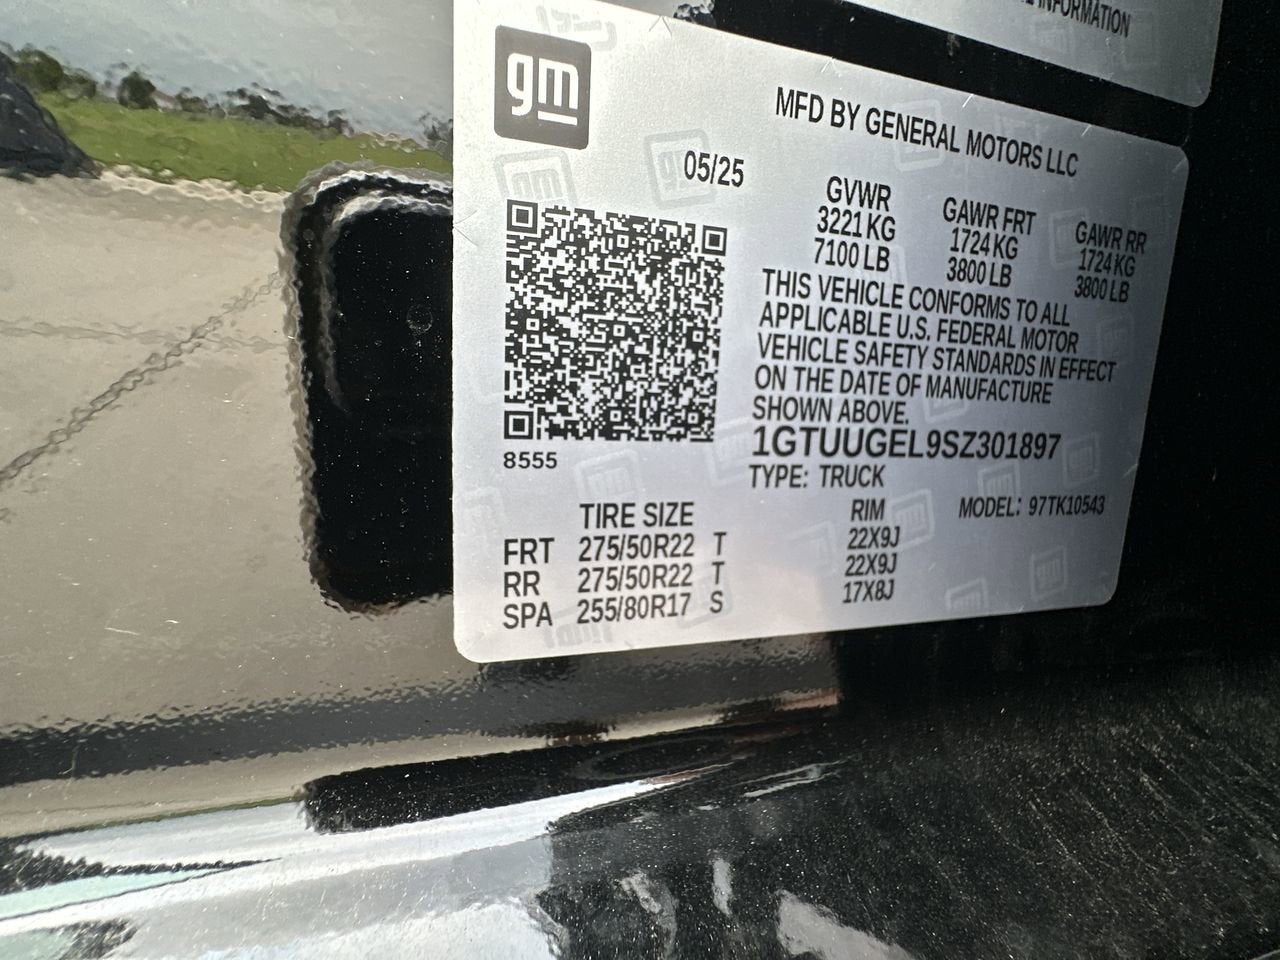 INFORMATION
gm
MFD BY GENERAL MOTORS LLC
05/25
GVWR GAWR FRT GAWR RR
3221 KG 1724 KG 1724 KG
7100 LB 3800 LB 3800 LB
THIS VEHICLE CONFORMS TO ALL
APPLICABLE U.S. FEDERAL MOTOR
VEHICLE SAFETY STANDARDS IN EFFECT
ON THE DATE OF MANUFACTURE
SHOWN ABOVE.
1GTUUGEL9SZ301897
8555
TYPE: TRUCK
TIRE SIZE RIM MODEL: 97TK10543
FRT 275/50R22 T 22X9J
RR 275/50R22 T 22X9J
SPA 255/80R17 S 17X8J